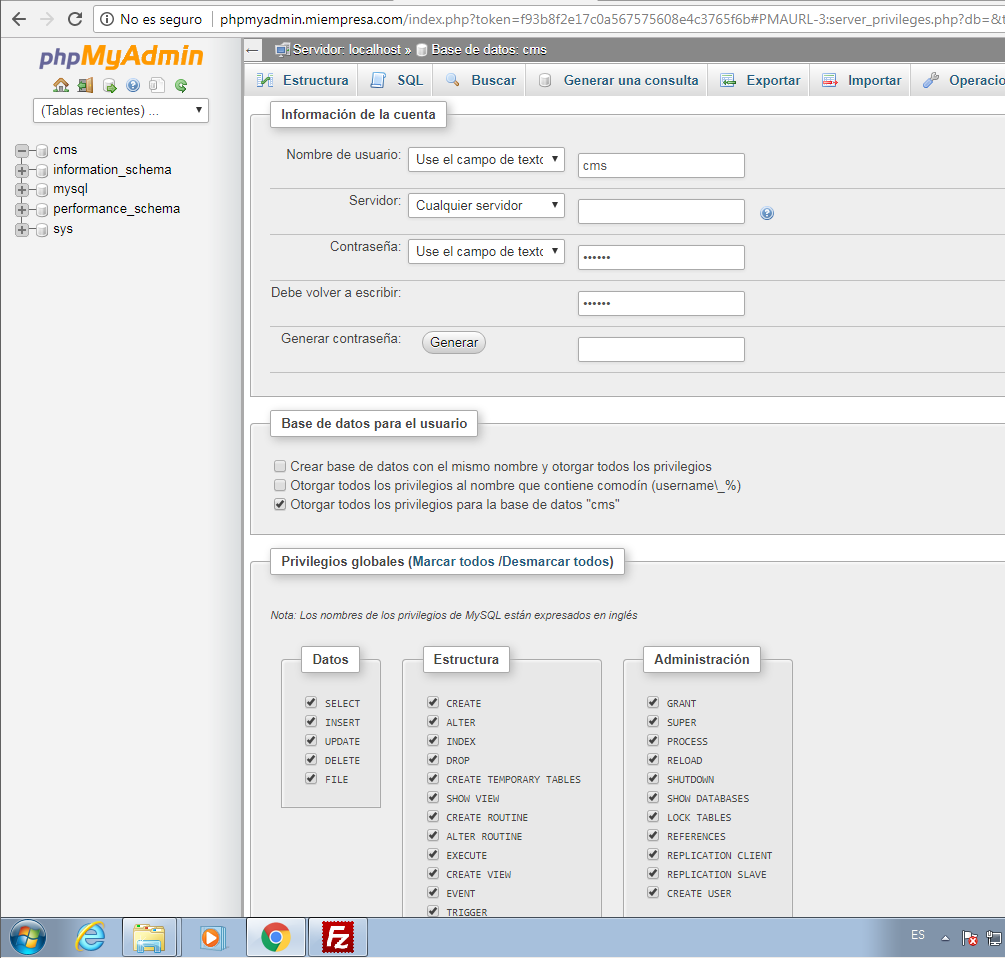 No es seguro | phpmyadmin.miempresa.com/index.php?token=f93b8f2e17c0a567575608e4c3765f6b#PMAURL-3:server_privileges.php?db=&t
phpMyAdmin
(Tablas recientes) ...
cms
information_schema
mysql
performance_schema
sys
Servidor: localhost » Base de datos: cms
Estructura SQL Buscar Generar una consulta Exportar Importar Operacio
Información de la cuenta
Nombre de usuario: Use el campo de texto cms
Servidor: Cualquier servidor
Contraseña: Use el campo de texto ••••••
Debe volver a escribir: ••••••
Generar contraseña: Generar
Base de datos para el usuario
Crear base de datos con el mismo nombre y otorgar todos los privilegios
Otorgar todos los privilegios al nombre que contiene comodín (username\_%)
Otorgar todos los privilegios para la base de datos "cms"
Privilegios globales (Marcar todos /Desmarcar todos)
Nota: Los nombres de los privilegios de MySQL están expresados en inglés
Datos
SELECT
INSERT
UPDATE
DELETE
FILE
Estructura
CREATE
ALTER
INDEX
DROP
CREATE TEMPORARY TABLES
SHOW VIEW
CREATE ROUTINE
ALTER ROUTINE
EXECUTE
CREATE VIEW
EVENT
TRIGGER
Administración
GRANT
SUPER
PROCESS
RELOAD
SHUTDOWN
SHOW DATABASES
LOCK TABLES
REFERENCES
REPLICATION CLIENT
REPLICATION SLAVE
CREATE USER
Fz
ES